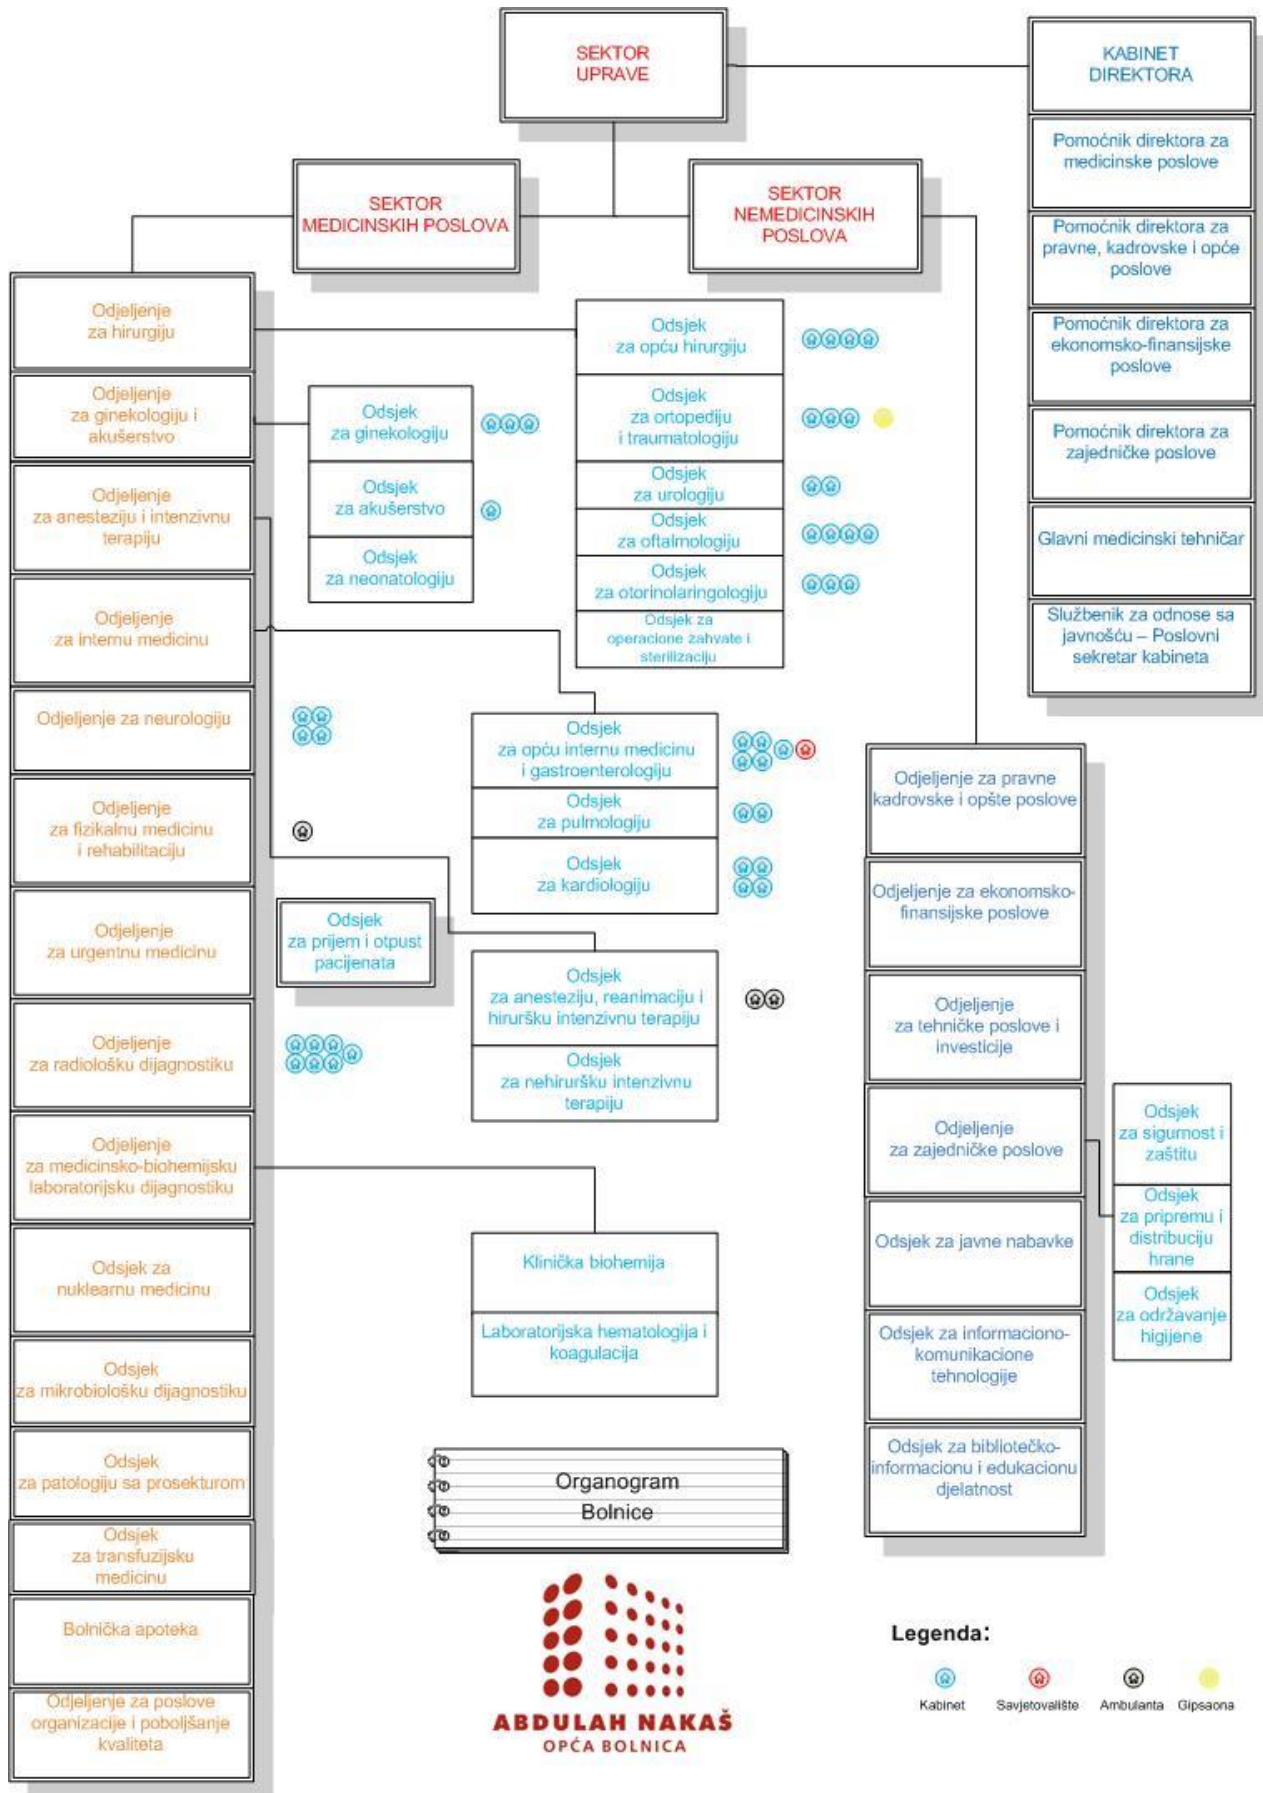 SEKTOR
UPRAVE
KABINET
DIREKTORA
Pomoćnik direktora za
medicinske poslove
Pomoćnik direktora za
pravne, kadrovske i opće
poslove
Pomoćnik direktora za
ekonomsko-finansijske
poslove
Pomoćnik direktora za
zajedničke poslove
Glavni medicinski tehničar
Službenik za odnose sa
javnošću – Poslovni
sekretar kabineta
SEKTOR
MEDICINSKIH POSLOVA
SEKTOR
NEMEDICINSKIH
POSLOVA
Odjeljenje
za hirurgiju
Odjeljenje
za ginekologiju i
akušerstvo
Odjeljenje
za anesteziju i intenzivnu
terapiju
Odjeljenje
za internu medicinu
Odjeljenje za neurologiju
Odjeljenje
za fizikalnu medicinu
i rehabilitaciju
Odjeljenje
za urgentnu medicinu
Odjeljenje
za radiološku dijagnostiku
Odjeljenje
za medicinsko-biohemijsku
laboratorijsku dijagnostiku
Odsjek za
nuklearnu medicinu
Odsjek
za mikrobiološku dijagnostiku
Odsjek
za patologiju sa prosekturom
Odsjek
za transfuzijsku
medicinu
Bolnička apoteka
Odjeljenje za poslove
organizacije i poboljšanje
kvaliteta
Odsjek
za ginekologiju
Odsjek
za akušerstvo
Odsjek
za neonatologiju
Odsjek
za opću hirurgiju
Odsjek
za ortopediju
i traumatologiju
Odsjek
za urologiju
Odsjek
za oftalmologiju
Odsjek
za otorinolaringologiju
Odsjek za
operacione zahvate i
sterilizaciju
Odsjek
za opću internu medicinu
i gastroenterologiju
Odsjek
za pulmologiju
Odsjek
za kardiologiju
Odsjek
za prijem i otpust
pacijenata
Odsjek
za anesteziju, reanimaciju i
hiruršku intenzivnu terapiju
Odsjek
za nehiruršku intenzivnu
terapiju
Klinička biohemija
Laboratorijska hematologija i
koagulacija
Odjeljenje za pravne
kadrovske i opšte poslove
Odjeljenje za ekonomsko-
finansijske poslove
Odjeljenje
za tehničke poslove i
investicije
Odjeljenje
za zajedničke poslove
Odsjek za javne nabavke
Odsjek za informaciono-
komunikacione
tehnologije
Odsjek za bibliotečko-
informacionu i edukacionu
djelatnost
Odsjek
za sigurnost i
zaštitu
Odsjek
za pripremu i
distribuciju
hrane
Odsjek
za održavanje
higijene
Organogram
Bolnice
ABDULAH NAKAŠ
OPĆA BOLNICA
Legenda:
Kabinet
Savjetovalište
Ambulanta
Gipsaona